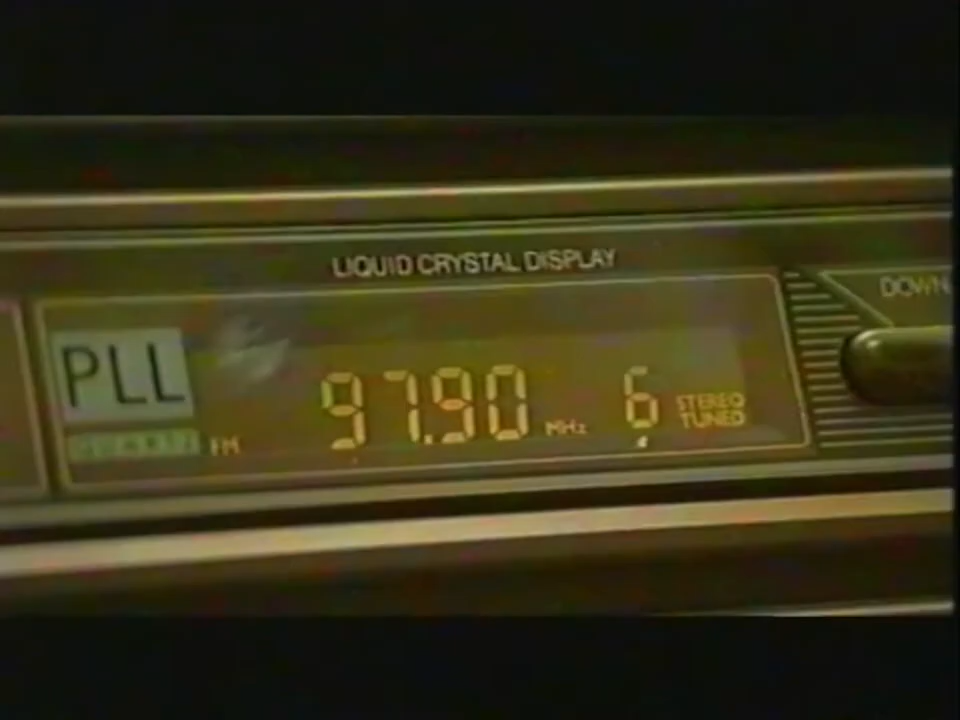 LIQUID CRYSTAL DISPLAY
DOWN
PLL
FM 97.90 MHz 6 STEREO
TUNED